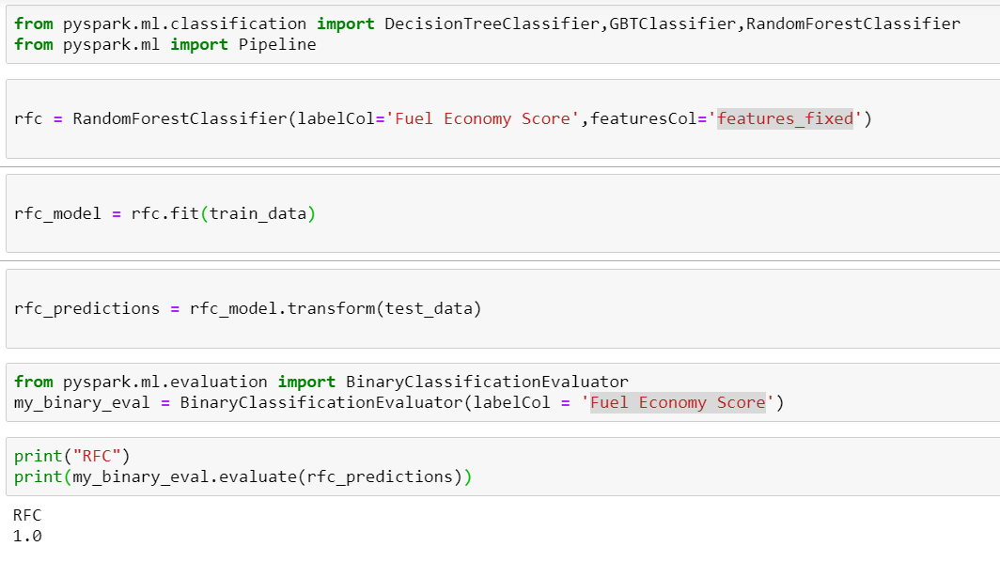 from pyspark.ml.classification import DecisionTreeClassifier,GBTClassifier,RandomForestClassifier
from pyspark.ml import Pipeline
rfc = RandomForestClassifier(labelCol='Fuel Economy Score',featuresCol='features_fixed')
rfc_model = rfc.fit(train_data)
rfc_predictions = rfc_model.transform(test_data)
from pyspark.ml.evaluation import BinaryClassificationEvaluator
my_binary_eval = BinaryClassificationEvaluator(labelCol = 'Fuel Economy Score')
print("RFC")
print(my_binary_eval.evaluate(rfc_predictions))
RFC
1.0